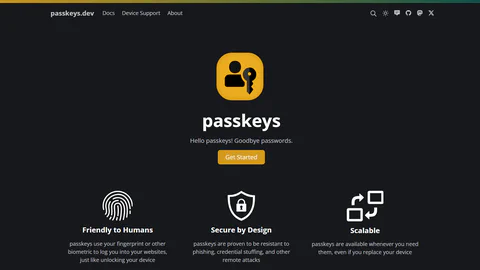 passkeys.dev Docs Device Support About
passkeys
Hello passkeys! Goodbye passwords.
Get Started
Friendly to Humans
passkeys use your fingerprint or other
biometric to log you into your websites,
just like unlocking your device
Secure by Design
passkeys are proven to be resistant to
phishing, credential stuffing, and other
remote attacks
Scalable
passkeys are available whenever you need
them, even if you replace your device